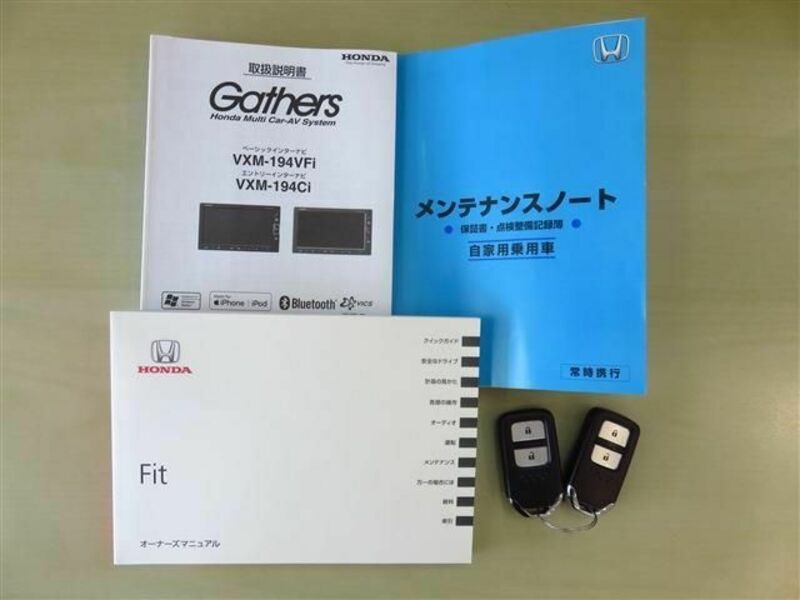 HONDA
取扱説明書
Gathers
Honda Multi Car-AV System
ベーシックインターナビ
VXM-194VFi
エントリーインターナビ
VXM-194Ci
iPhone iPod
Bluetooth
VICS
メンテナンスノート
保証書・点検整備記録簿
自家用乗用車
常時携行
HONDA
Fit
オーナーズマニュアル
クイックガイド
安全なドライブ
計器の見かた
各部の操作
オーディオ
運転
メンテナンス
万一の場合には
資料
索引